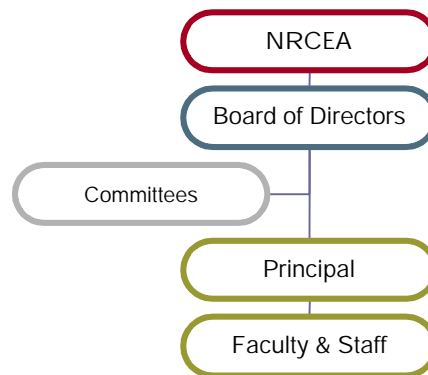 NRCEA
Board of Directors
Committees
Principal
Faculty & Staff